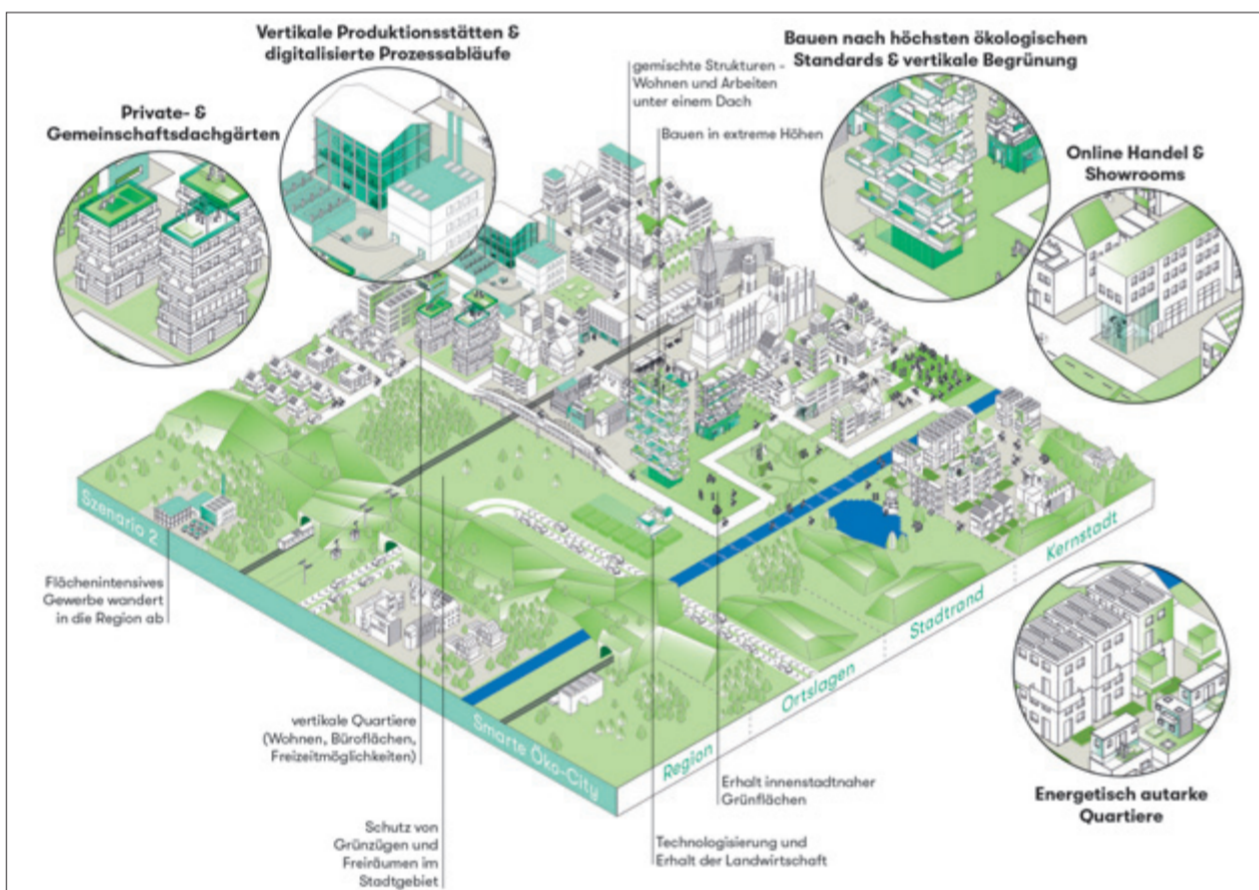 Vertikale Produktionsstätten &
digitalisierte Prozessabläufe
Bauen nach höchsten ökologischen
Standards & vertikale Begrünung
gemischte Strukturen -
Wohnen und Arbeiten
unter einem Dach
Private- &
Gemeinschaftsdachgärten
Bauen in extreme Höhen
Online Handel &
Showrooms
Szenario 2
Smarte Öko-City
Region
Ortslagen
Stadtrand
Kernstadt
Flächenintensives
Gewerbe wandert
in die Region ab
vertikale Quartiere
(Wohnen, Büroflächen,
Freizeitmöglichkeiten)
Schutz von
Grünzügen und
Freiräumen im
Stadtgebiet
Erhalt innenstadtnaher
Grünflächen
Technologisierung und
Erhalt der Landwirtschaft
Energetisch autarke
Quartiere